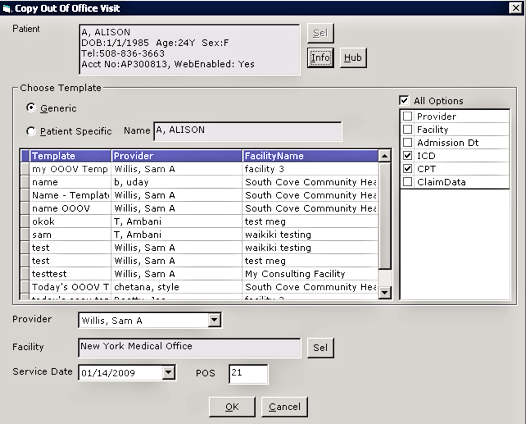 Copy Out Of Office Visit
Patient
A, ALISON
DOB:1/1/1985 Age:24Y Sex:F
Tel:508-836-3663
Acct No:AP300813, WebEnabled: Yes
Sel
Info
Hub
Choose Template
Generic
Patient Specific Name A, ALISON
All Options
Provider
Facility
Admission Dt
ICD
CPT
ClaimData
Template Provider FacilityName
my OOOV Temp Willis, Sam A facility 3
name b, uday South Cove Community Hea
Name - Templat Willis, Sam A South Cove Community Hea
name OOOV Willis, Sam A South Cove Community Hea
okok T, Ambani test meg
sam T, Ambani waikiki testing
test Willis, Sam A waikiki testing
test Willis, Sam A test meg
testtest Willis, Sam A My Consulting Facility
Today's OOOV T chetana, style South Cove Community Hea
Provider Willis, Sam A
Facility New York Medical Office Sel
Service Date 01/14/2009 POS 21
OK Cancel